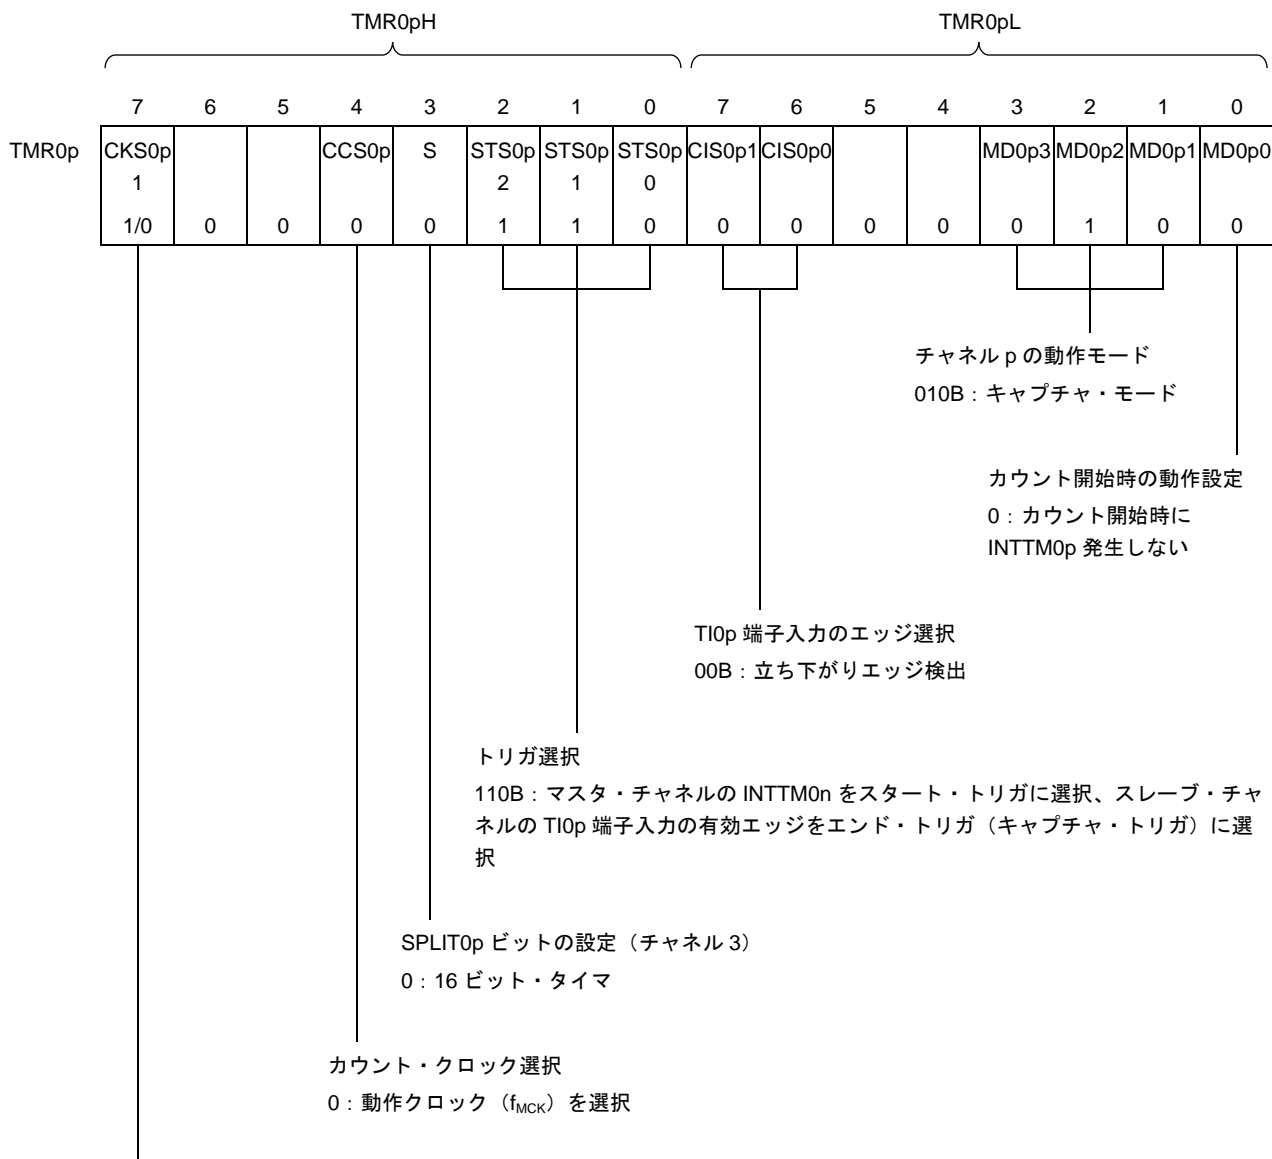 TMR0pH TMR0pL
7 6 5 4 3 2 1 0 7 6 5 4 3 2 1 0
TMR0p CKS0p CCS0p S STS0p STS0p STS0p CIS0p1 CIS0p0 MD0p3 MD0p2 MD0p1 MD0p0
1 2 1 0
1/0 0 0 0 0 1 1 0 0 0 0 0 0 1 0 0
チャネル p の動作モード
010B：キャプチャ・モード
カウント開始時の動作設定
0：カウント開始時に
INTTM0p 発生しない
TI0p 端子入力のエッジ選択
00B：立ち下がりエッジ検出
トリガ選択
110B：マスタ・チャネルの INTTM0n をスタート・トリガに選択、スレーブ・チャ
ネルの TI0p 端子入力の有効エッジをエンド・トリガ（キャプチャ・トリガ）に選
択
SPLIT0p ビットの設定（チャネル 3）
0：16 ビット・タイマ
カウント・クロック選択
0：動作クロック（fMCK）を選択